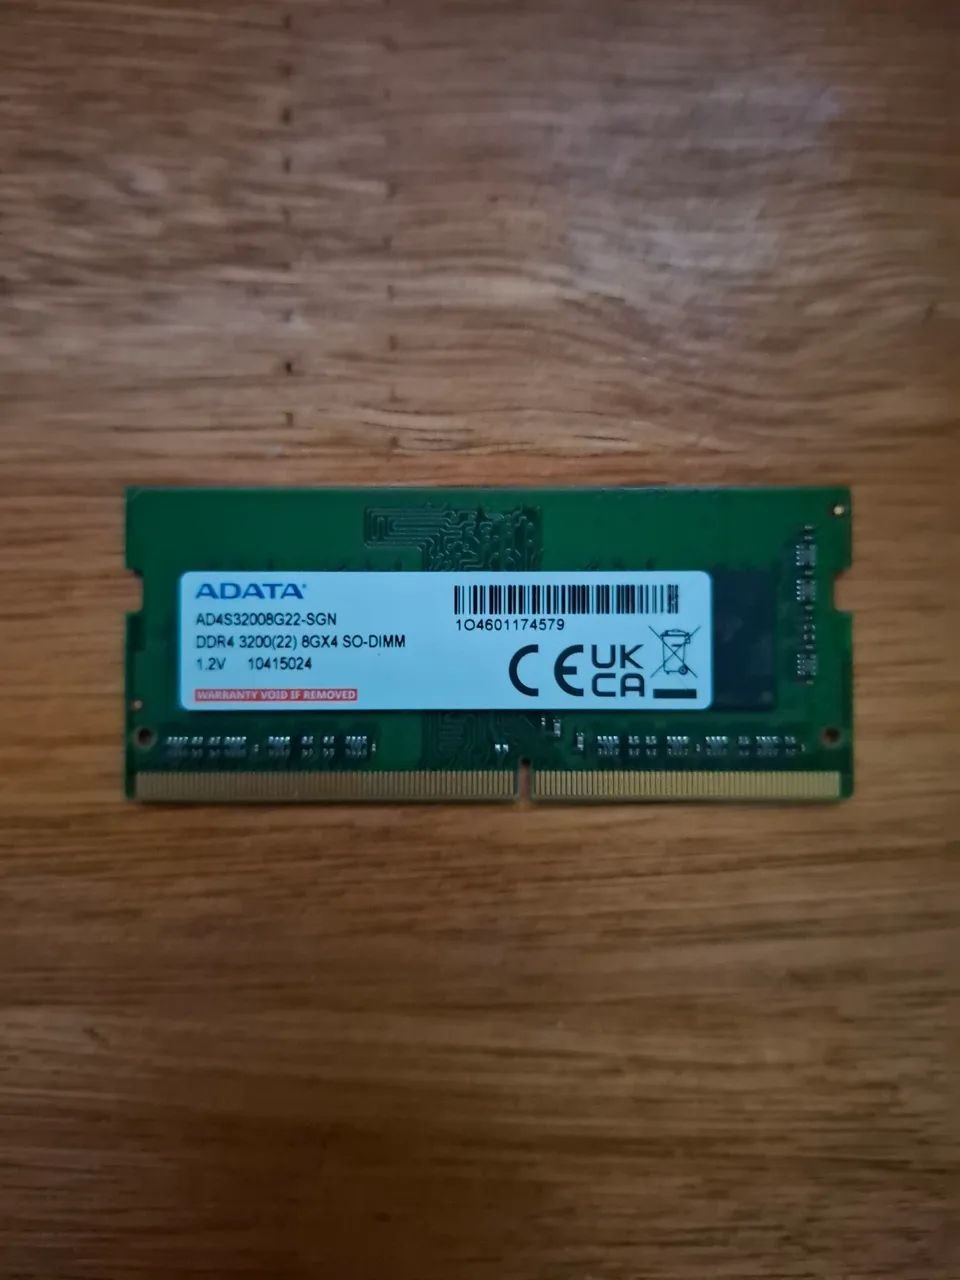 ADATA
AD4S32008G22-SGN
DDR4 3200(22) 8GX4 SO-DIMM
1.2V 10415024
WARRANTY VOID IF REMOVED
1O4601174579
CE UK CA